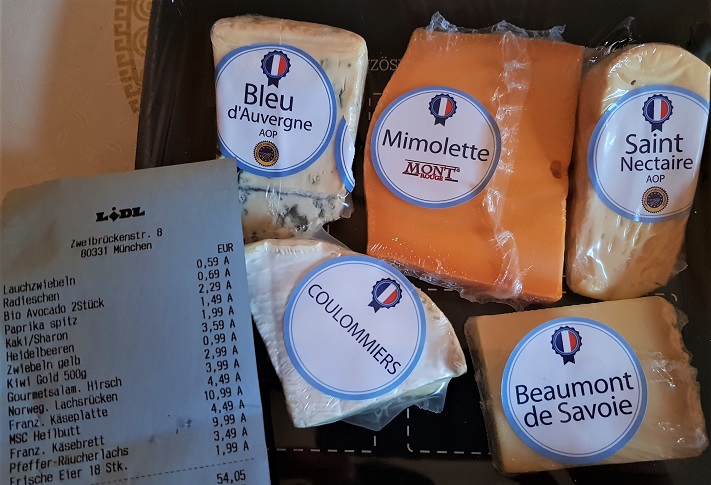 LIDL
Zweibrückenstr. 8
80331 München
EUR
Lauchzwiebeln 0,59 A
Radieschen 0,69 A
Bio Avocado 2Stück 2,29 A
Paprika spitz 1,49 A
Kaki/Sharon 1,99 A
Heidelbeeren 3,59 A
Zwiebeln gelb 0,99 A
Kiwi Gold 500g 2,99 A
Gourmetsalam. Hirsch 3,99 A
Norweg. Lachsrücken 4,49 A
Franz. Käseplatte 10,99 A
MSC Heilbutt 4,49 A
Franz. Käsebrett 9,99 A
Pfeffer-Räucherlachs 3,49 A
Frische Eier 18 Stk. 1,99 A
54,05
Bleu
d'Auvergne
AOP
Mimolette
MONT
ROUGE
Saint
Nectaire
AOP
COULOMMIERS
Beaumont
de Savoie